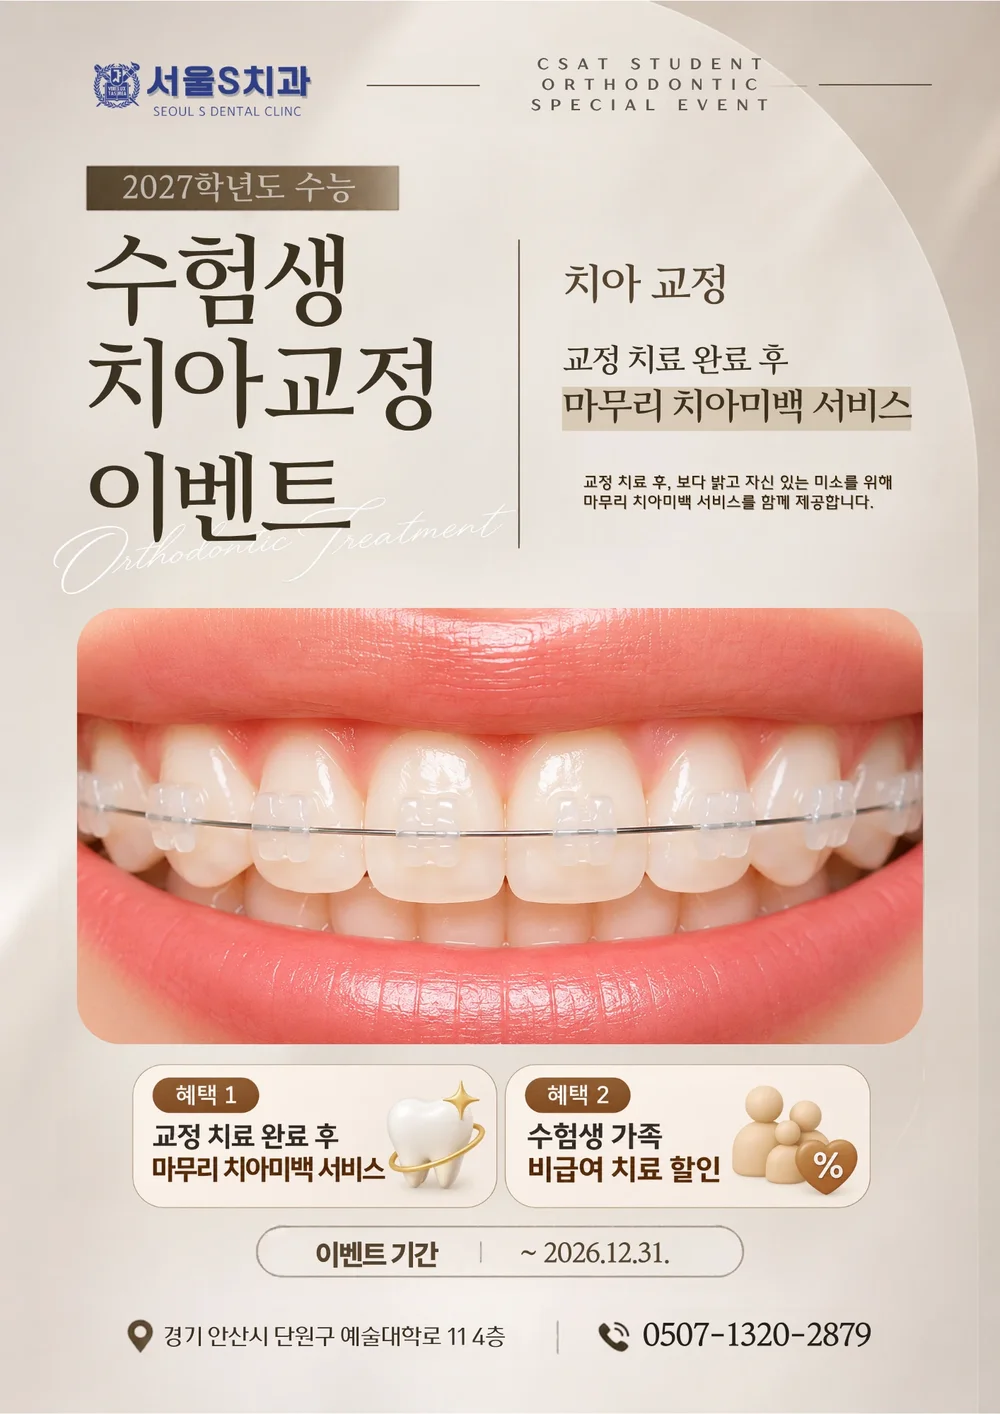 서울S치과
SEOUL S DENTAL CLINC
CSAT STUDENT
ORTHODONTIC
SPECIAL EVENT
2027학년도 수능
수험생
치아교정
이벤트
Orthodontic Treatment
치아 교정
교정 치료 완료 후
마무리 치아미백 서비스
교정 치료 후, 보다 밝고 자신 있는 미소를 위해
마무리 치아미백 서비스를 함께 제공합니다.
혜택 1
교정 치료 완료 후
마무리 치아미백 서비스
혜택 2
수험생 가족
비급여 치료 할인
%
이벤트 기간
~ 2026.12.31.
경기 안산시 단원구 예술대학로 11 4층
0507-1320-2879